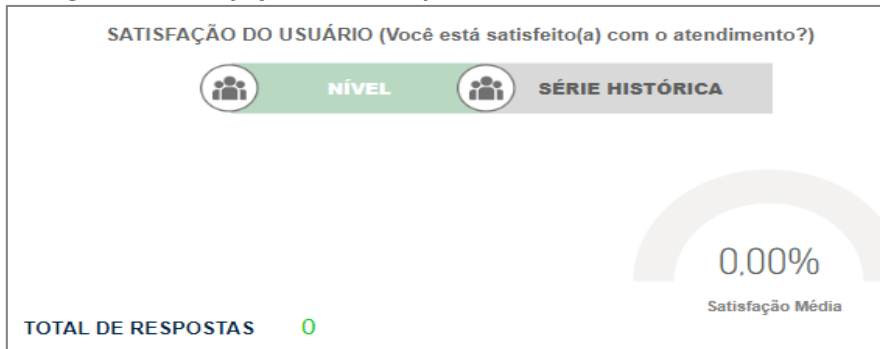 SATISFAÇÃO DO USUÁRIO (Você está satisfeito(a) com o atendimento?)
NÍVEL
SÉRIE HISTÓRICA
0,00%
Satisfação Média
TOTAL DE RESPOSTAS 0